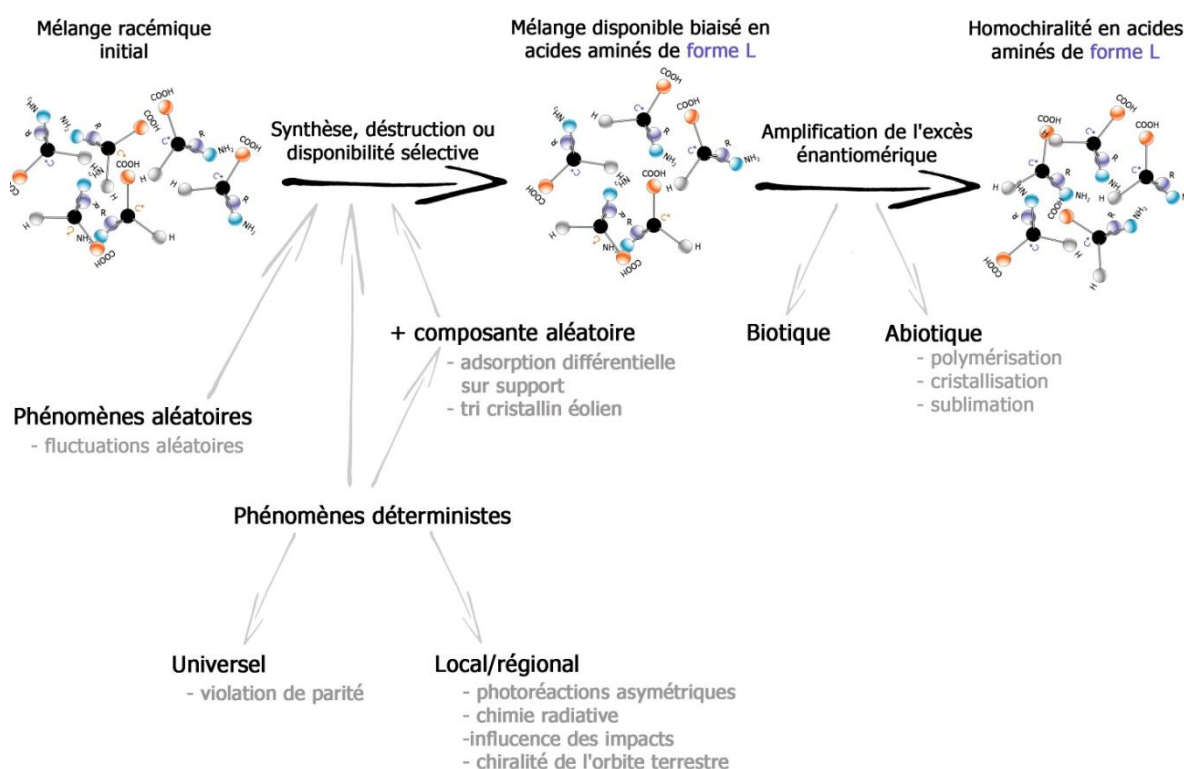 Mélange racémique
initial
Mélange disponible biaisé en
acides aminés de forme L
Homochiralité en acides
aminés de forme L
Synthèse, déstruction ou
disponibilité sélective
Amplification de l'excès
énantiomérique
+ composante aléatoire
- adsorption différentielle
sur support
- tri cristallin éolien
Biotique
Abiotique
- polymérisation
- cristallisation
- sublimation
Phénomènes aléatoires
- fluctuations aléatoires
Phénomènes déterministes
Universel
- violation de parité
Local/régional
- photoréactions asymétriques
- chimie radiative
-influcence des impacts
- chiralité de l'orbite terrestre